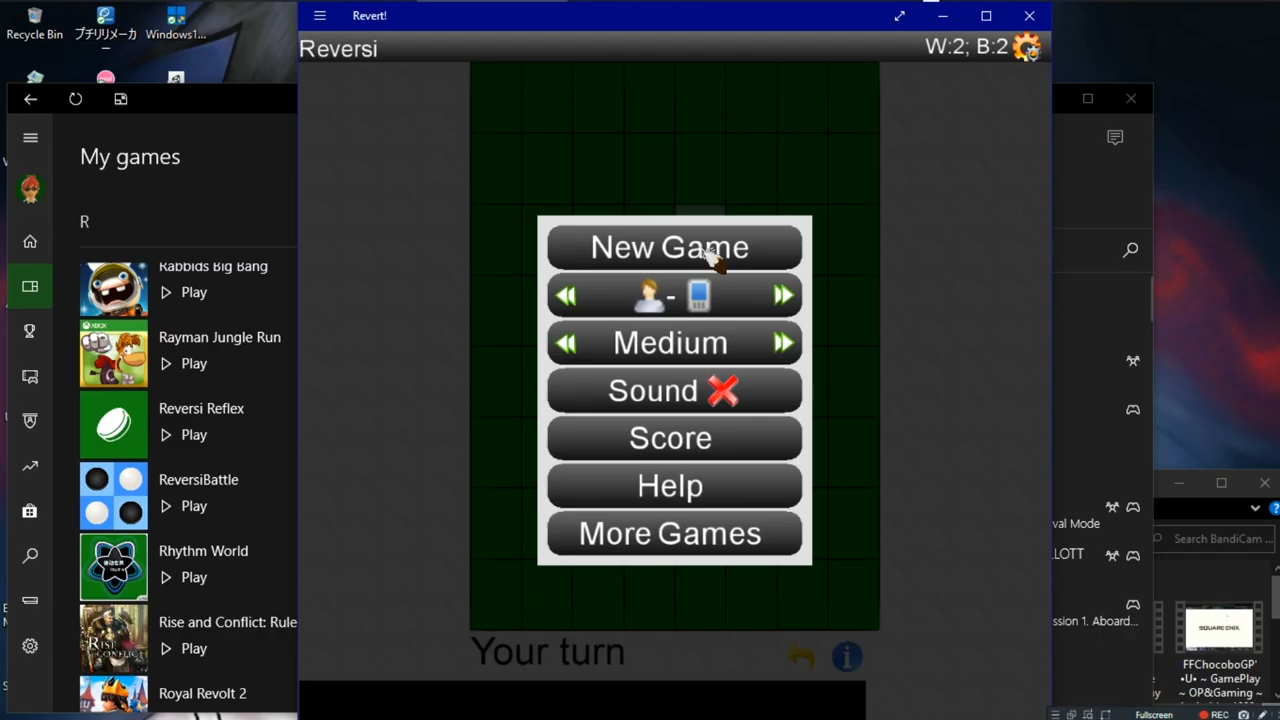 Recycle Bin
プチリリメーカー
Windows1...
Revert!
Reversi
W:2; B:2
New Game
-
Medium
Sound
Score
Help
More Games
Your turn
My games
R
Rabbids Big Bang
Play
XBOX
Rayman Jungle Run
Play
Reversi Reflex
Play
ReversiBattle
Play
Rhythm World
Play
Rise and Conflict: Rule
Play
Royal Revolt 2
val Mode
LOTT
ssion 1. Aboard...
Search BandiCam ...
SQUARE ENIX.
FFChocoboGP'
•U• ~ GamePlay
~ OP&Gaming ~
Fullscreen
REC